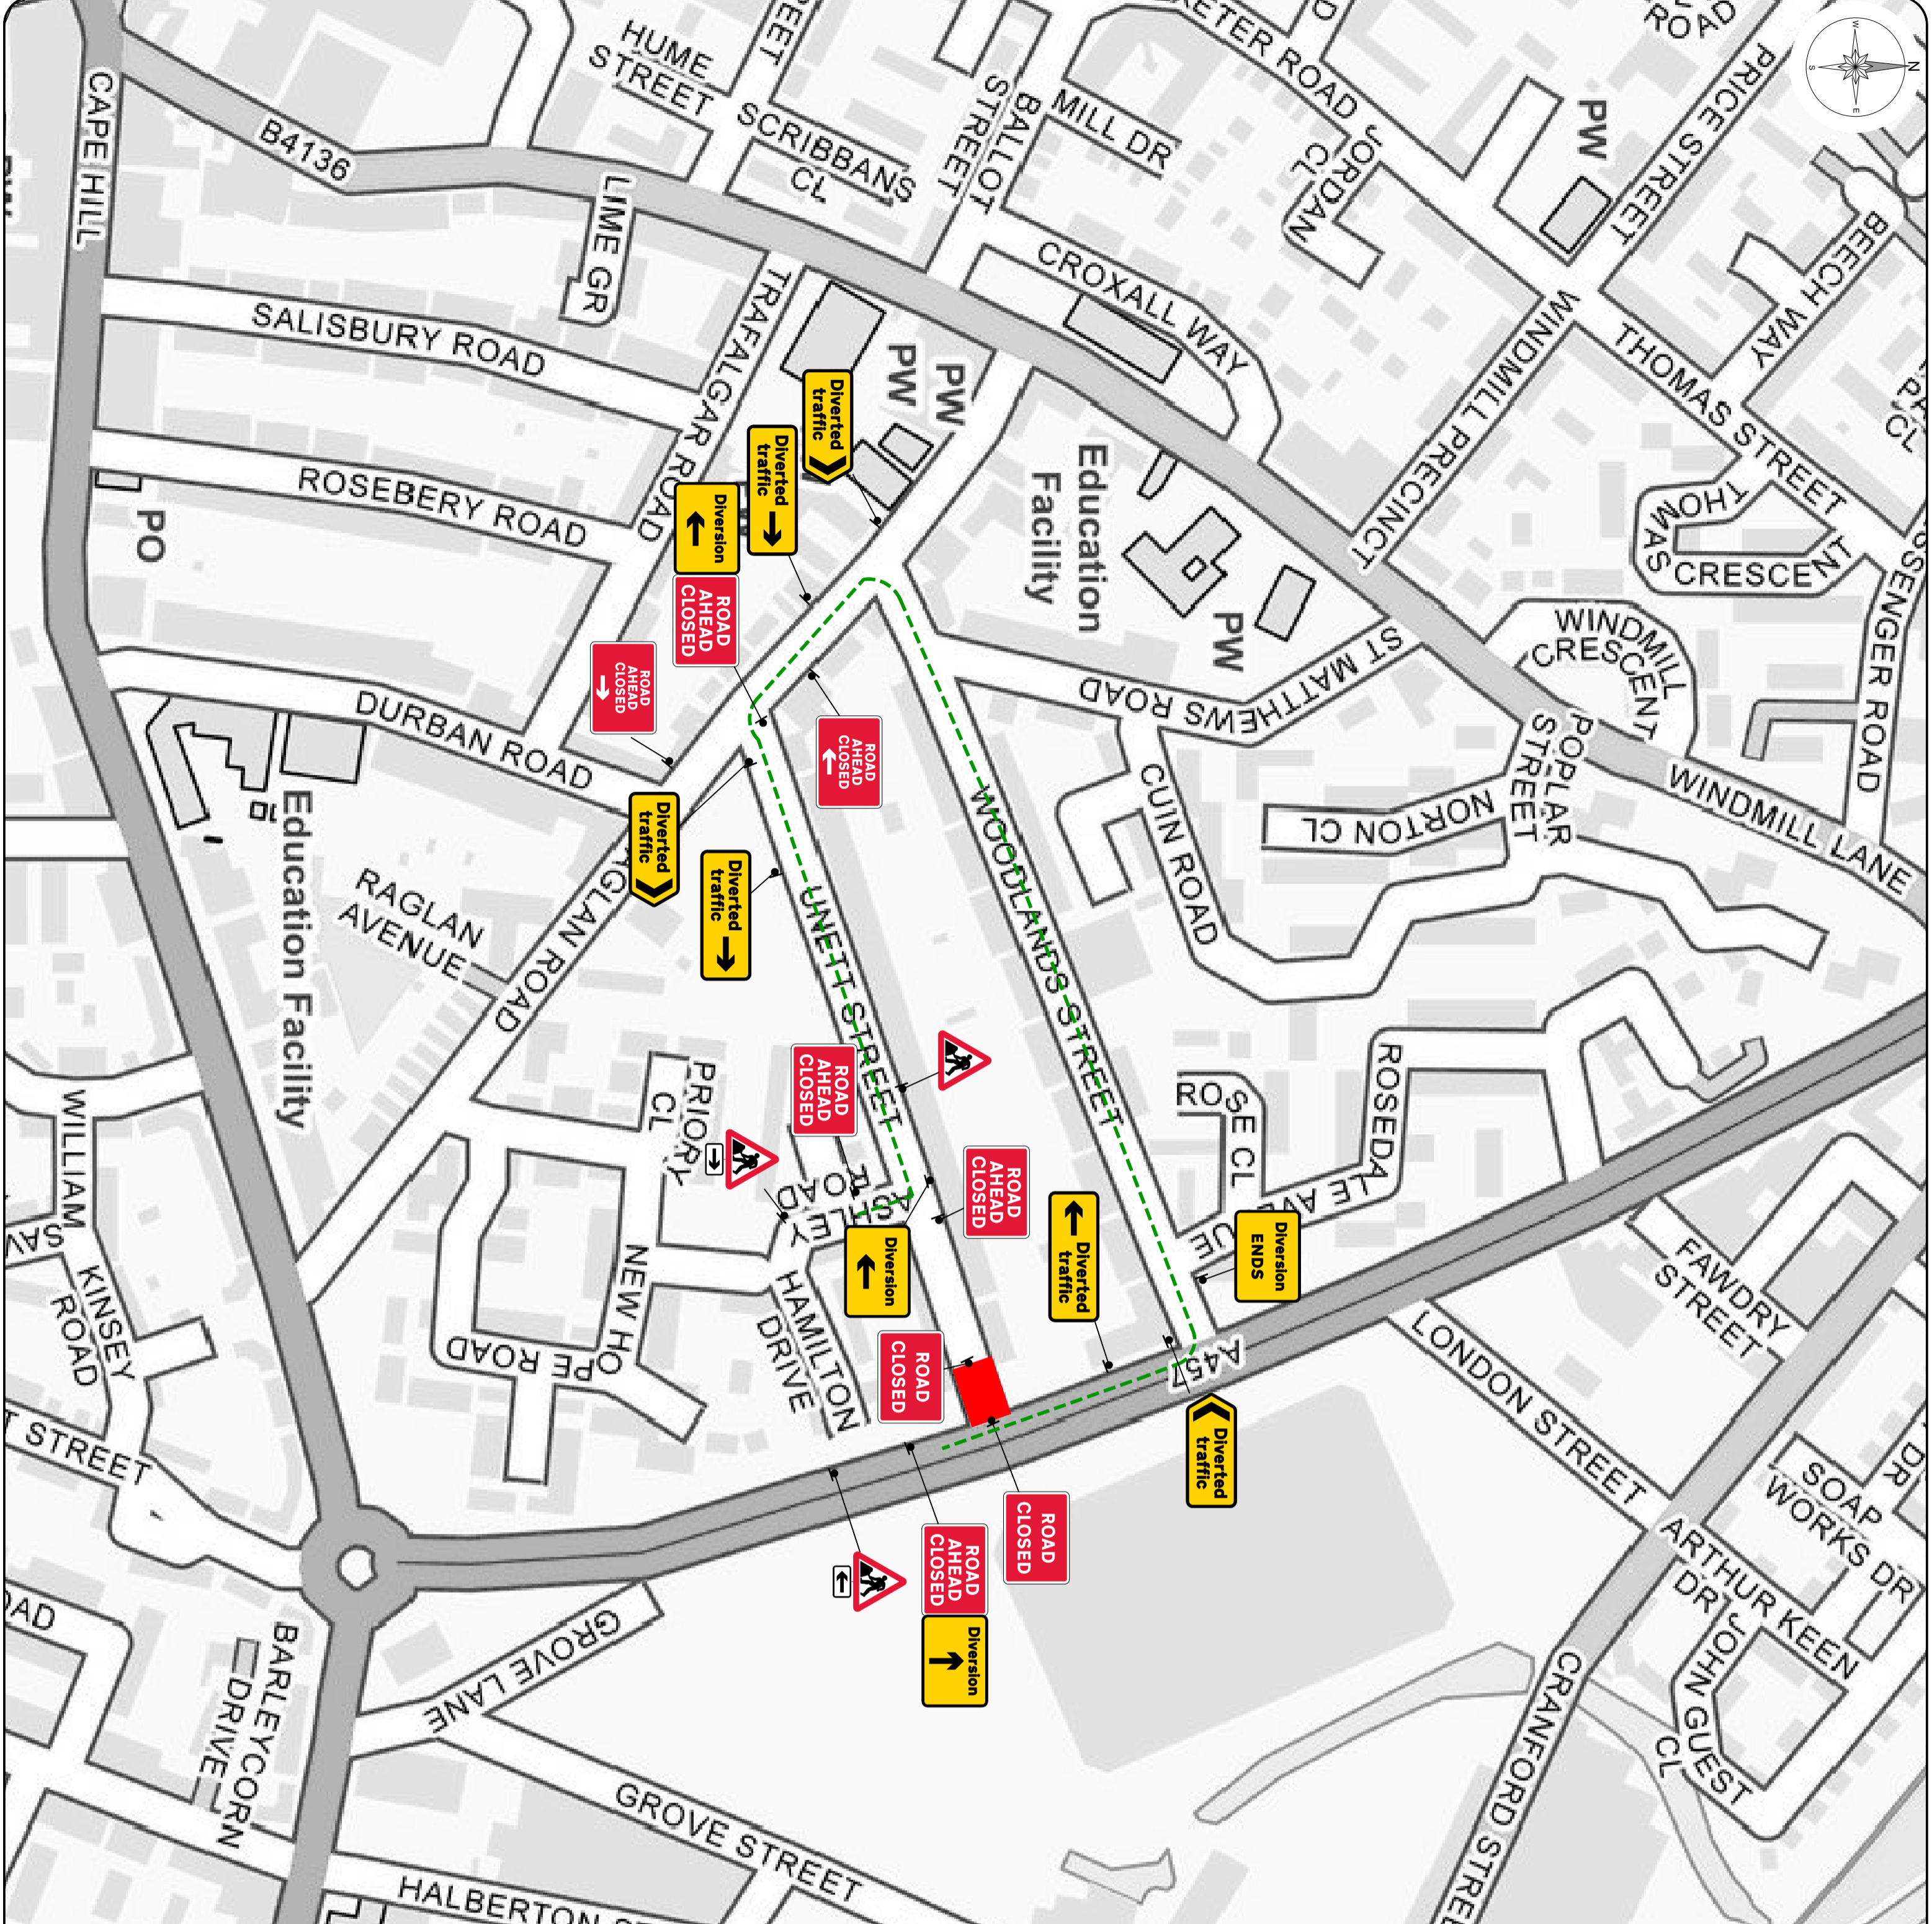 N
E
S
W
CAPE HILL
B4136
HUME
STREET
SCRIBBANS
CL
BALLOT
STREET
MILL DR
JORDAN
CL
PW
PRICE STREET
ROAD
BEECH WAY
LIME GR
SALISBURY ROAD
TRAFALGAR ROAD
CROXALL WAY
WINDMILL PRECINCT
THOMAS STREET
THOMAS CRESCENT
PW
PW
Education
Facility
PW
ROSEBERY ROAD
PO
DURBAN ROAD
Education Facility
RAGLAN
AVENUE
RAGLAN ROAD
ST MATTHEWS ROAD
WINDMILL
CRESCENT
POPLAR
STREET
NORTON CL
CUIN ROAD
WINDMILL LANE
WOODLANDS STREET
UNETT STREET
PRIORY
CL
NEW HOPE ROAD
HAMILTON
DRIVE
ROSE CL
ROSEDALE AVENUE
A457
FAWDRY
STREET
LONDON STREET
SOAP
WORKS DR
ARTHUR KEEN
DR
JOHN GUEST
CL
WILLIAM
KINSEY
ROAD
BARLEYCORN
DRIVE
GROVE LANE
GROVE STREET
Diverted
traffic
Diverted
traffic
Diversion
ROAD
AHEAD
CLOSED
ROAD
AHEAD
CLOSED
ROAD
AHEAD
CLOSED
Diverted
traffic
Diverted
traffic
ROAD
AHEAD
CLOSED
ROAD
AHEAD
CLOSED
Diversion
Diverted
traffic
Diversion
ENDS
ROAD
CLOSED
Diverted
traffic
ROAD
CLOSED
ROAD
AHEAD
CLOSED
Diversion